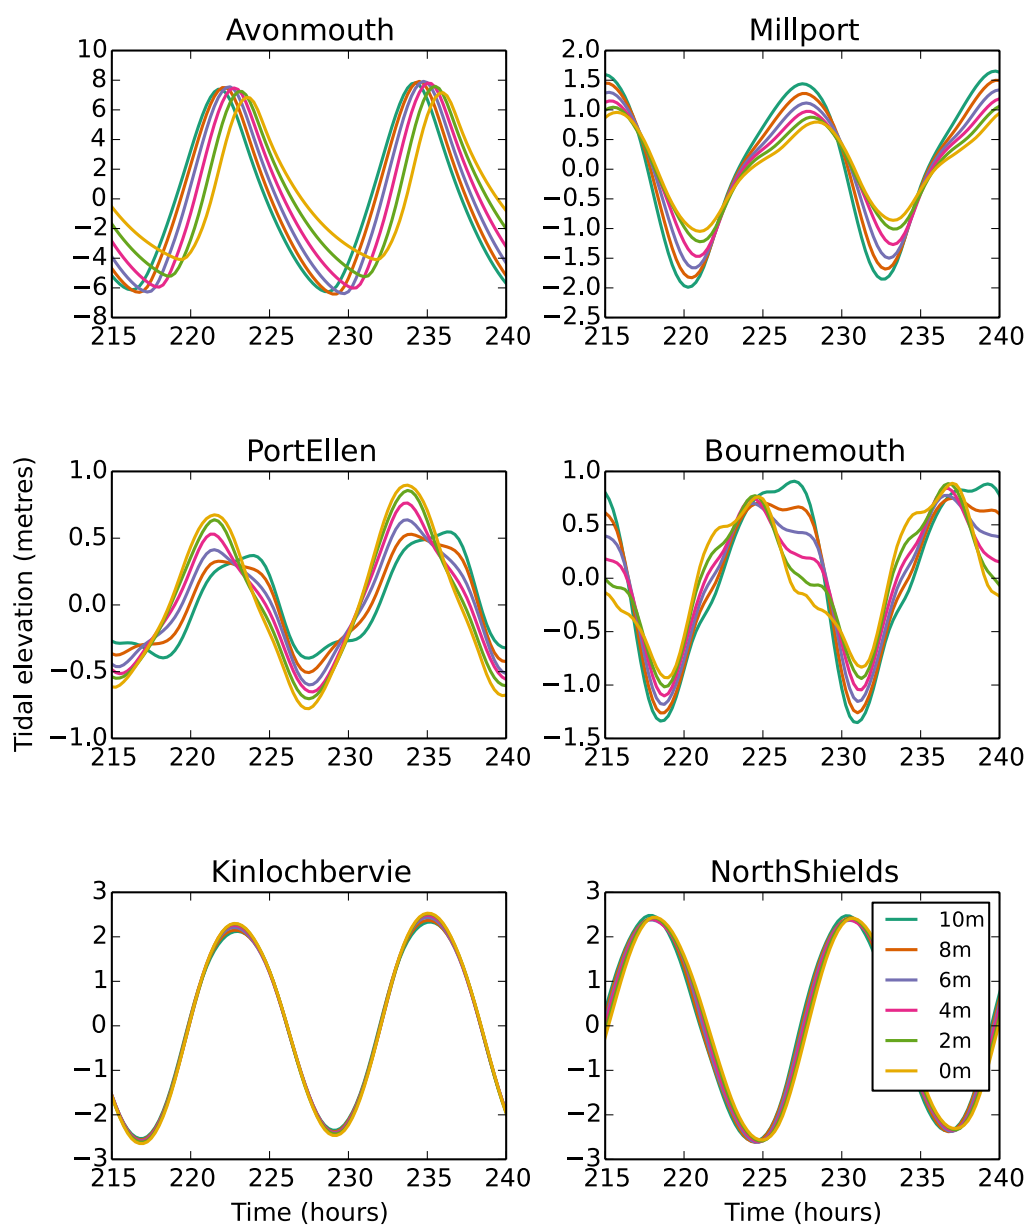 Avonmouth
10
8
6
4
2
0
−2
−4
−6
−8
215 220 225 230 235 240
Millport
2.0
1.5
1.0
0.5
0.0
−0.5
−1.0
−1.5
−2.0
−2.5
215 220 225 230 235 240
Tidal elevation (metres)
PortEllen
1.0
0.5
0.0
−0.5
−1.0
215 220 225 230 235 240
Bournemouth
1.0
0.5
0.0
−0.5
−1.0
−1.5
215 220 225 230 235 240
Kinlochbervie
3
2
1
0
−1
−2
−3
215 220 225 230 235 240
Time (hours)
NorthShields
3
2
1
0
−1
−2
−3
215 220 225 230 235 240
Time (hours)
10m
8m
6m
4m
2m
0m